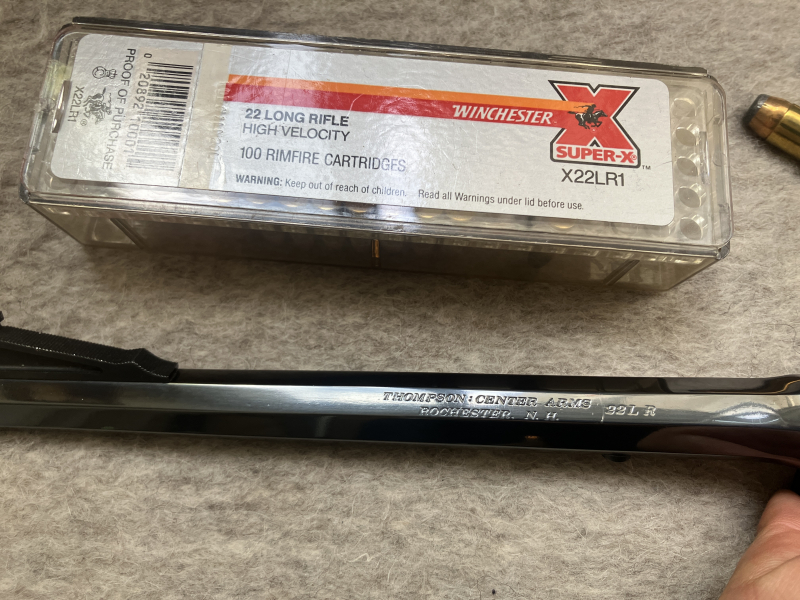 PROOF OF PURCHASE
X22LR1
22 LONG RIFLE
HIGH VELOCITY
100 RIMFIRE CARTRIDGES
WARNING: Keep out of reach of children. Read all Warnings under lid before use.
WINCHESTER
X
SUPER-X®
™
X22LR1
THOMPSON:CENTER ARMS
ROCHESTER, N. H.
22 L R